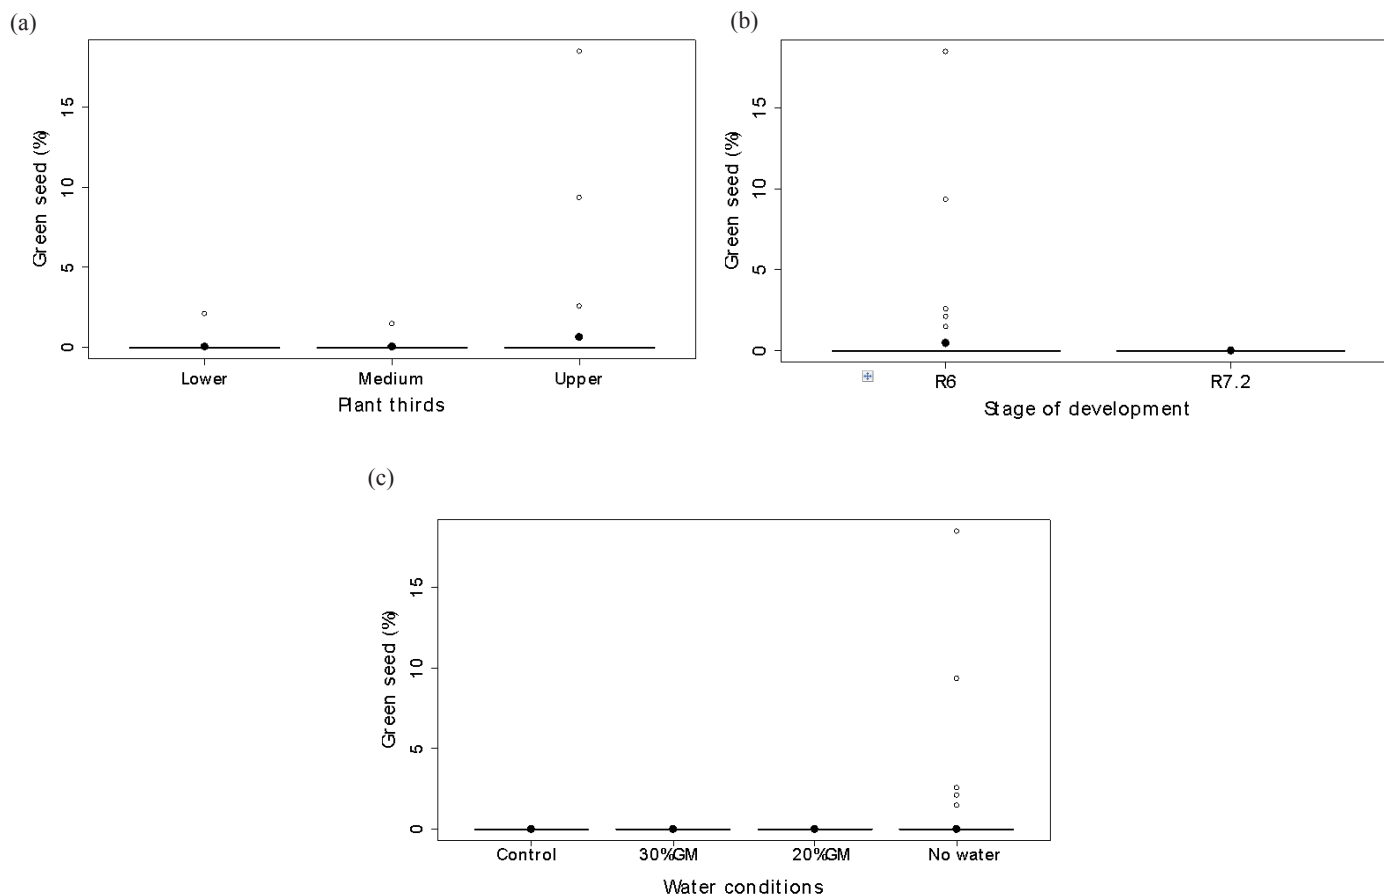 (a)
Green seed (%)
15
10
5
0
Lower Medium Upper
Plant thirds
(b)
Green seed (%)
15
10
5
0
R6 R7.2
Stage of development
(c)
Green seed (%)
15
10
5
0
Control 30%GM 20%GM No water
Water conditions